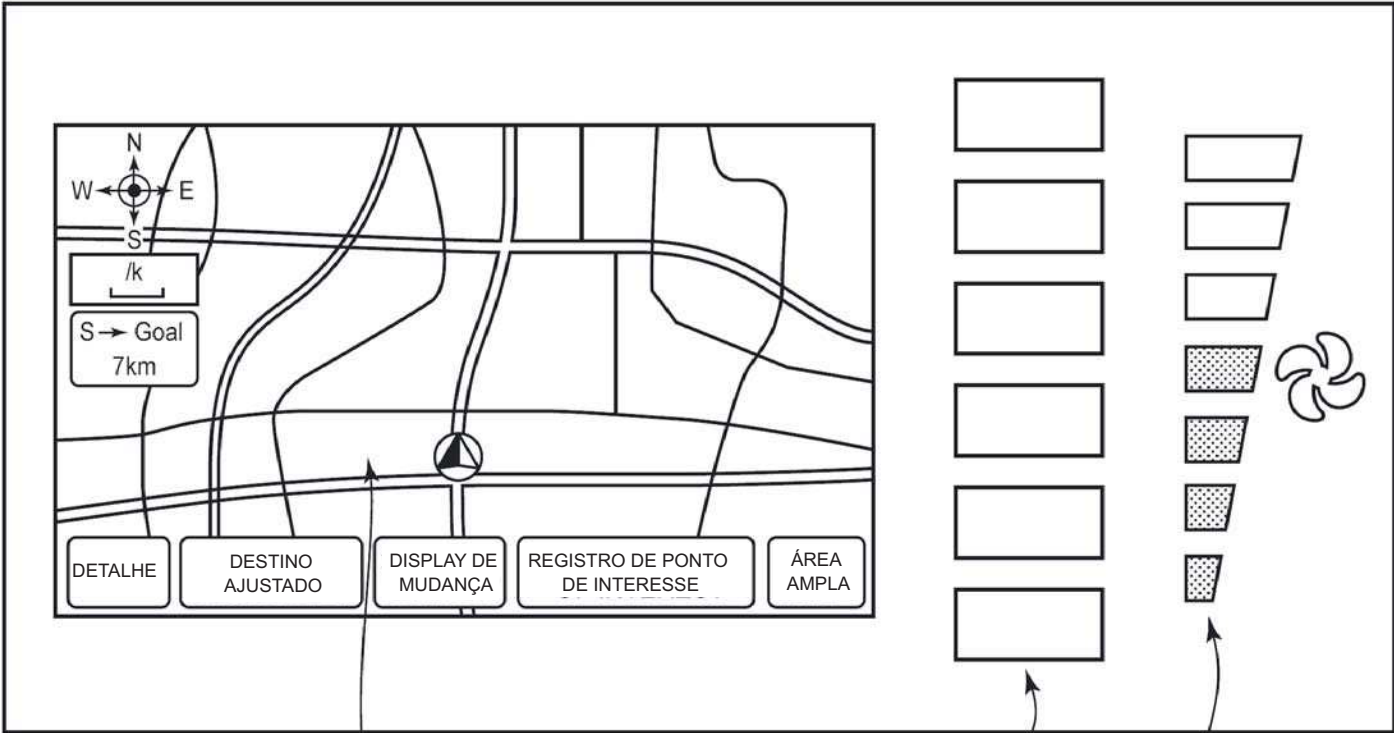 N
W E
S
/k
S → Goal
7km
DETALHE
DESTINO
AJUSTADO
DISPLAY DE
MUDANÇA
REGISTRO DE PONTO
DE INTERESSE
ÁREA
AMPLA